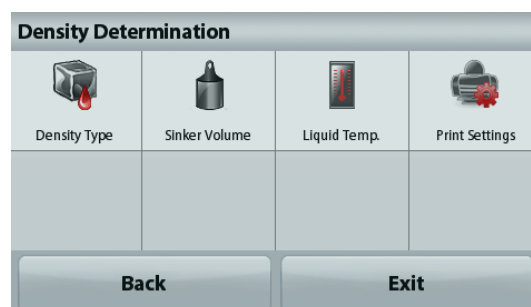 Density Determination
Density Type
Sinker Volume
Liquid Temp.
Print Settings
Back
Exit